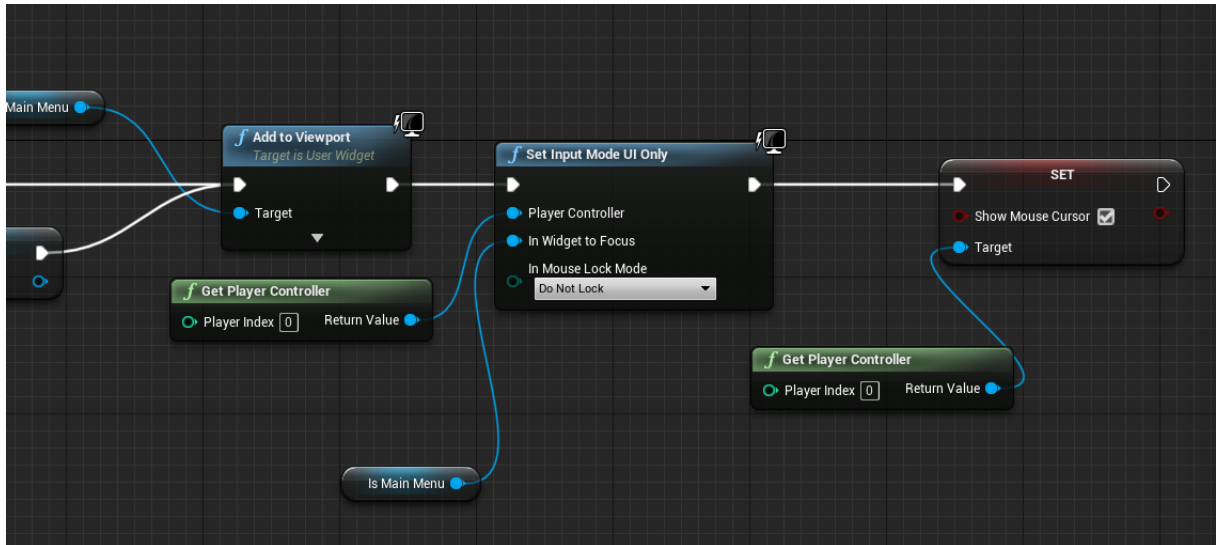 Main Menu
Add to Viewport
Target is User Widget
Target
Get Player Controller
Player Index 0
Return Value
Set Input Mode UI Only
Player Controller
In Widget to Focus
In Mouse Lock Mode
Do Not Lock
Is Main Menu
SET
Show Mouse Cursor
Target
Get Player Controller
Player Index 0
Return Value